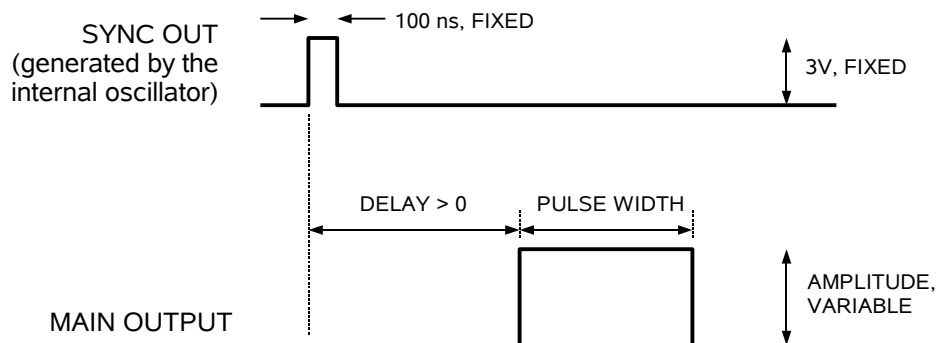 100 ns, FIXED
SYNC OUT
(generated by the
internal oscillator)
3V, FIXED
DELAY > 0
PULSE WIDTH
AMPLITUDE,
VARIABLE
MAIN OUTPUT